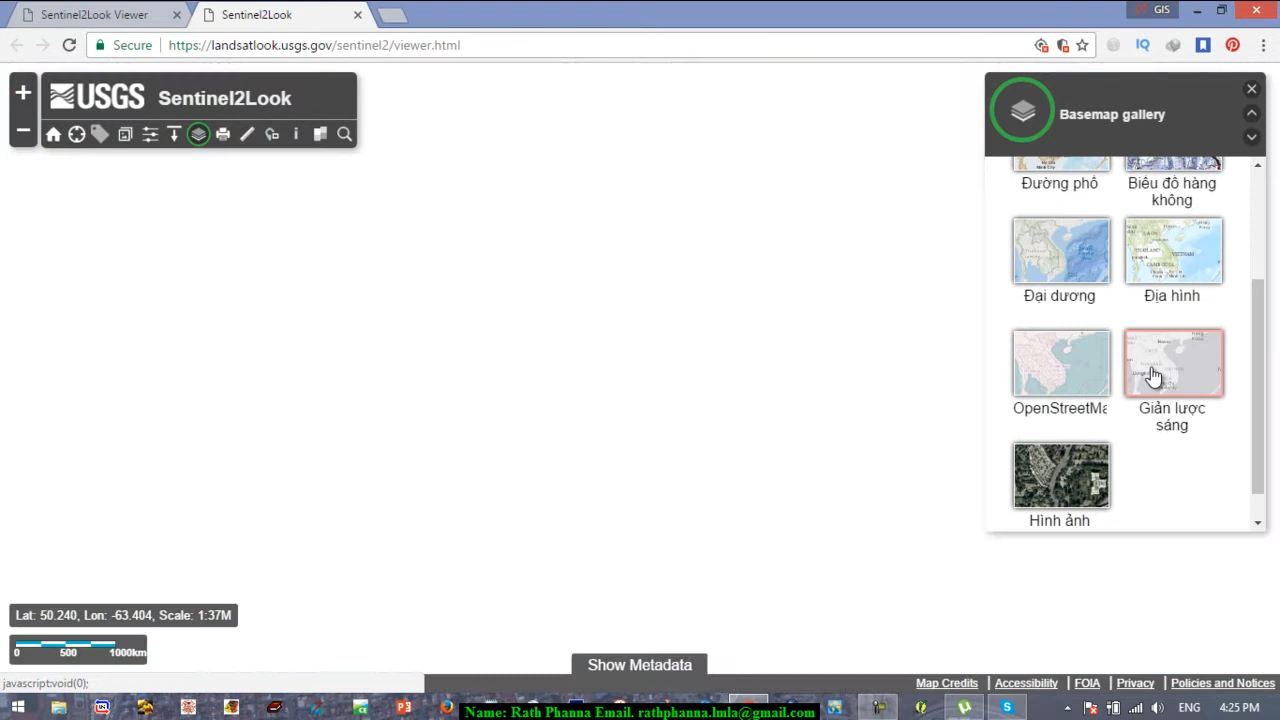 Sentinel2Look Viewer
Sentinel2Look
GIS
Secure
https://landsatlook.usgs.gov/sentinel2/viewer.html
USGS Sentinel2Look
Basemap gallery
Đường phố
Biêu đồ hàng
không
Đại dương
Địa hình
OpenStreetMa
Giản lược
sáng
Hình ảnh
Lat: 50.240, Lon: -63.404, Scale: 1:37M
0 500 1000km
Show Metadata
javascript:void(0);
Map Credits | Accessibility | FOIA | Privacy | Policies and Notices
ENG 4:25 PM
Name: Rath Phanna Email. rathphanna.lmla@gmail.com